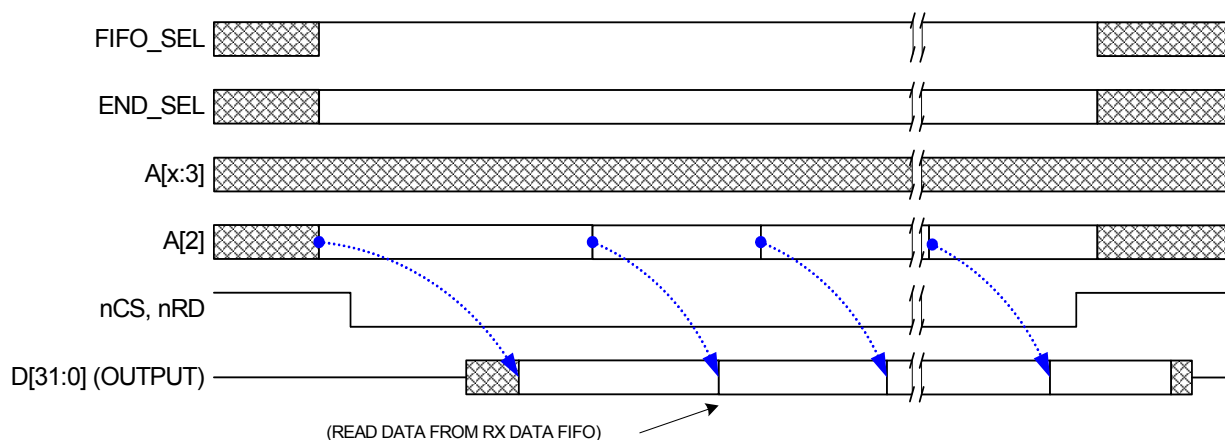 FIFO_SEL
END_SEL
A[x:3]
A[2]
nCS, nRD
D[31:0] (OUTPUT)
(READ DATA FROM RX DATA FIFO)